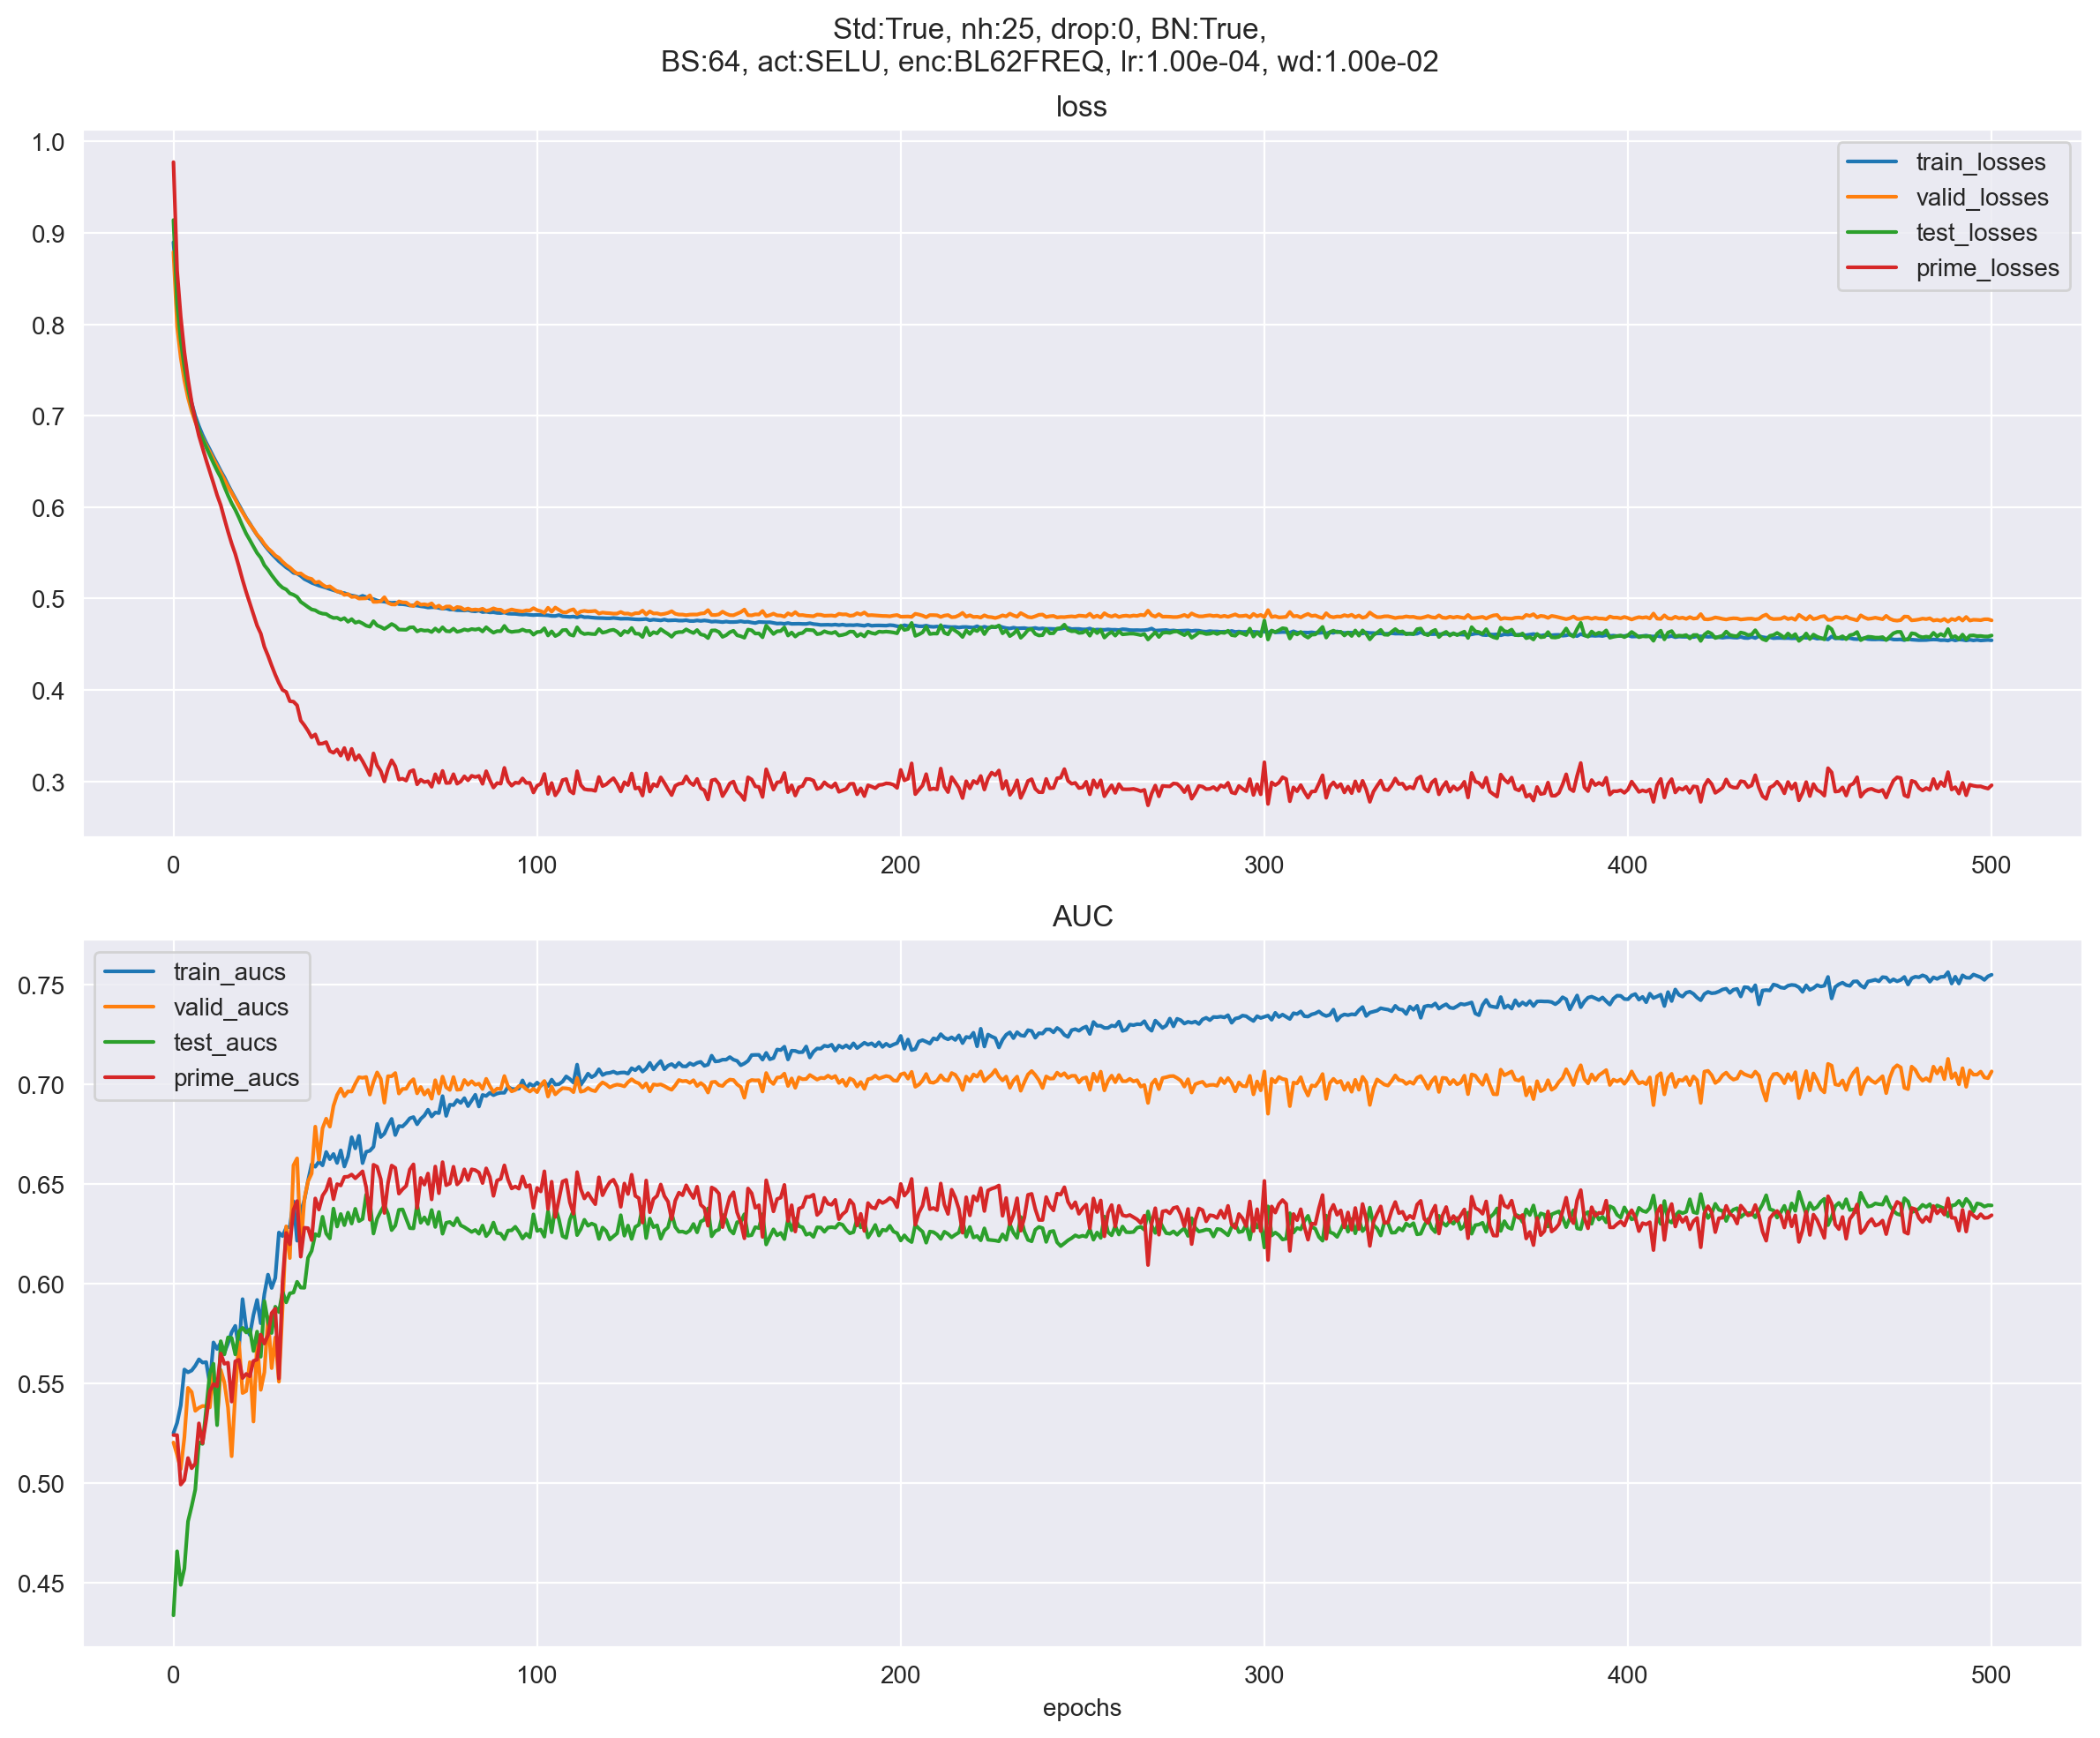 Std:True, nh:25, drop:0, BN:True,
BS:64, act:SELU, enc:BL62FREQ, lr:1.00e-04, wd:1.00e-02
loss
1.0
0.9
0.8
0.7
0.6
0.5
0.4
0.3
train_losses
valid_losses
test_losses
prime_losses
0 100 200 300 400 500
AUC
0.75
0.70
0.65
0.60
0.55
0.50
0.45
train_aucs
valid_aucs
test_aucs
prime_aucs
0 100 200 300 400 500
epochs